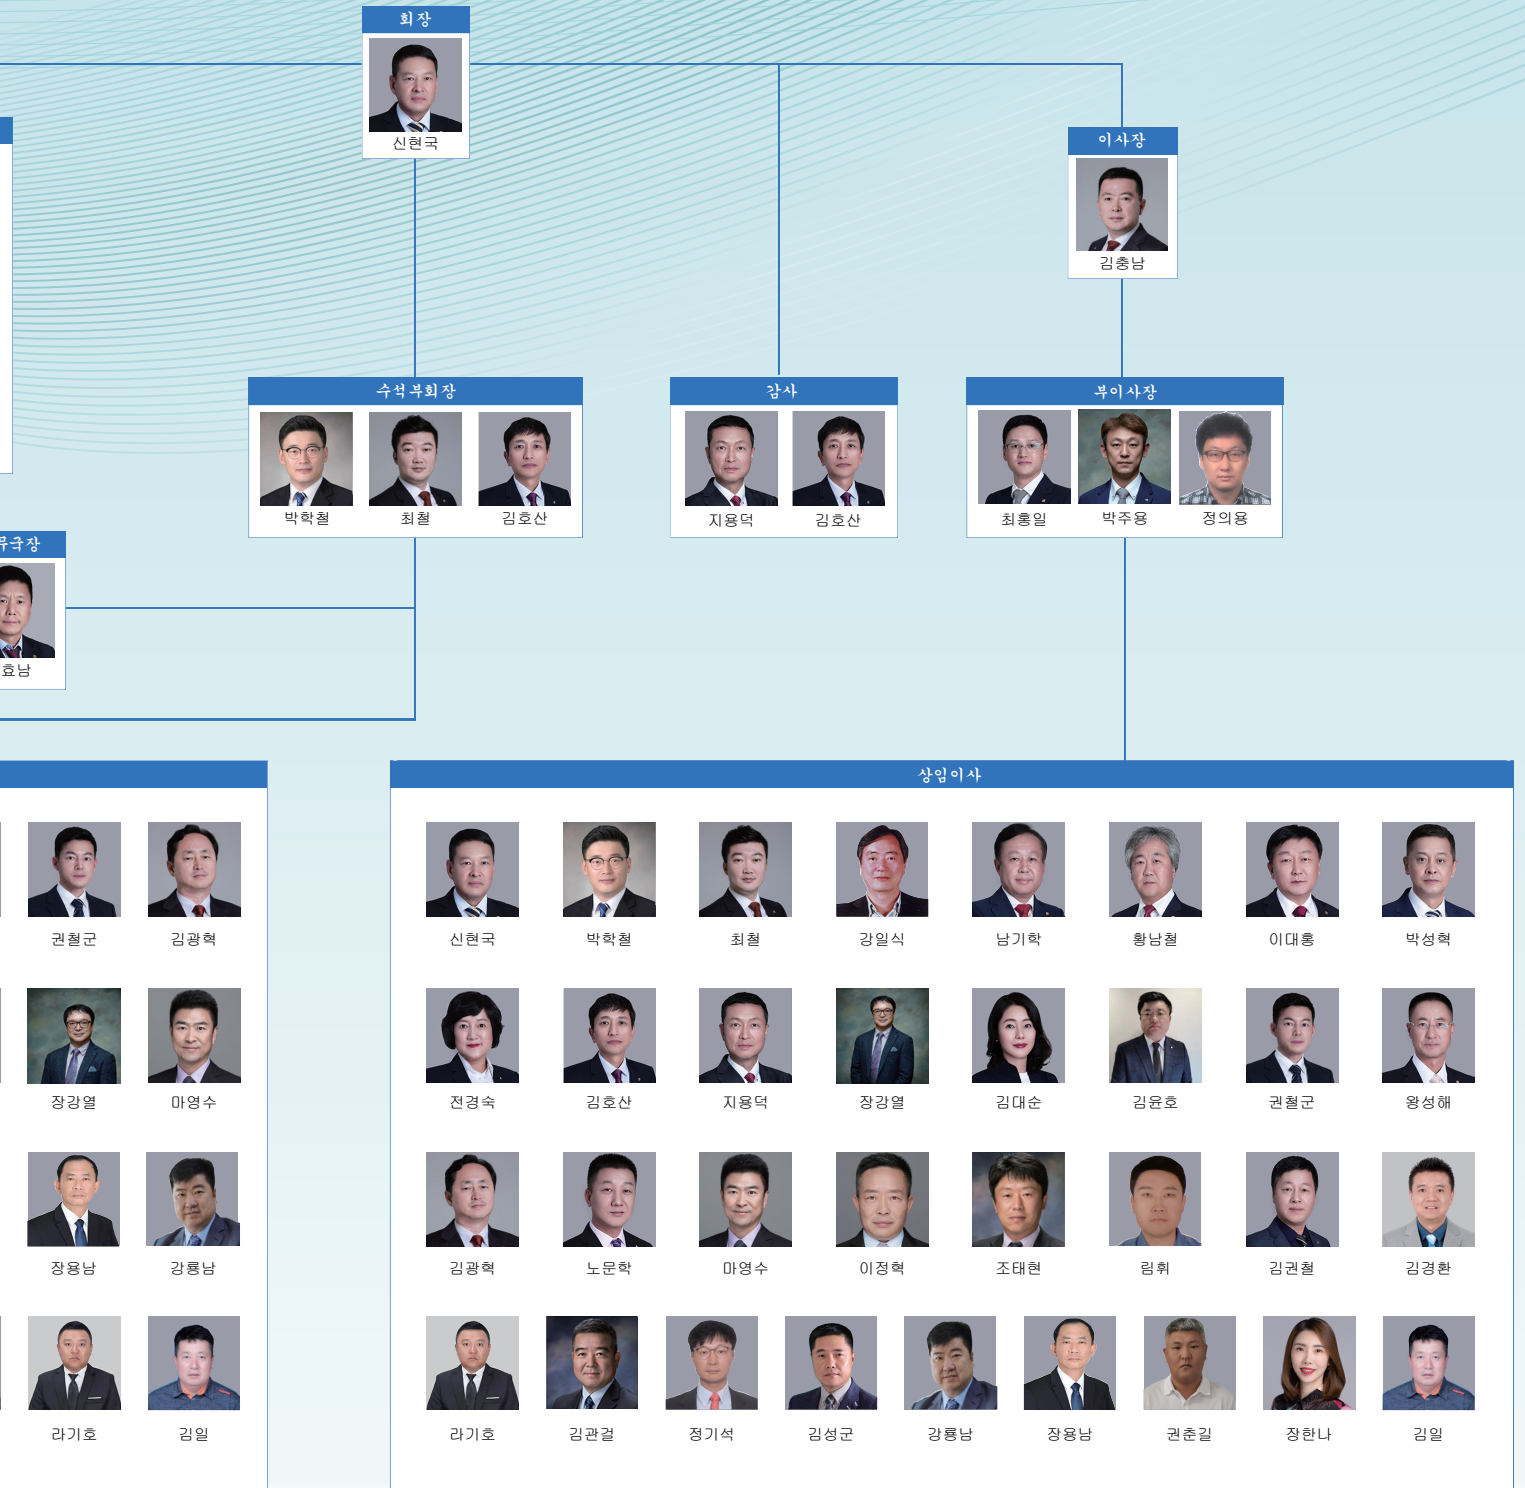 회장
신현국
이사장
김충남
수석부회장
감사
부이사장
박학철 최철 김호산
지용덕 김호산
최홍일 박주용 정의용
무국장
효남
상임이사
권철군 김광혁
장강열 마영수
장용남 강룡남
라기호 김일
신현국 박학철 최철 강일식 남기학 황남철 이대홍 박성혁
전경숙 김호산 지용덕 장강열 김대순 김윤호 권철군 왕성해
김광혁 노문학 마영수 이정혁 조태현 림휘 김권철 김경환
라기호 김관걸 정기석 김성군 강룡남 장용남 권춘길 장한나 김일